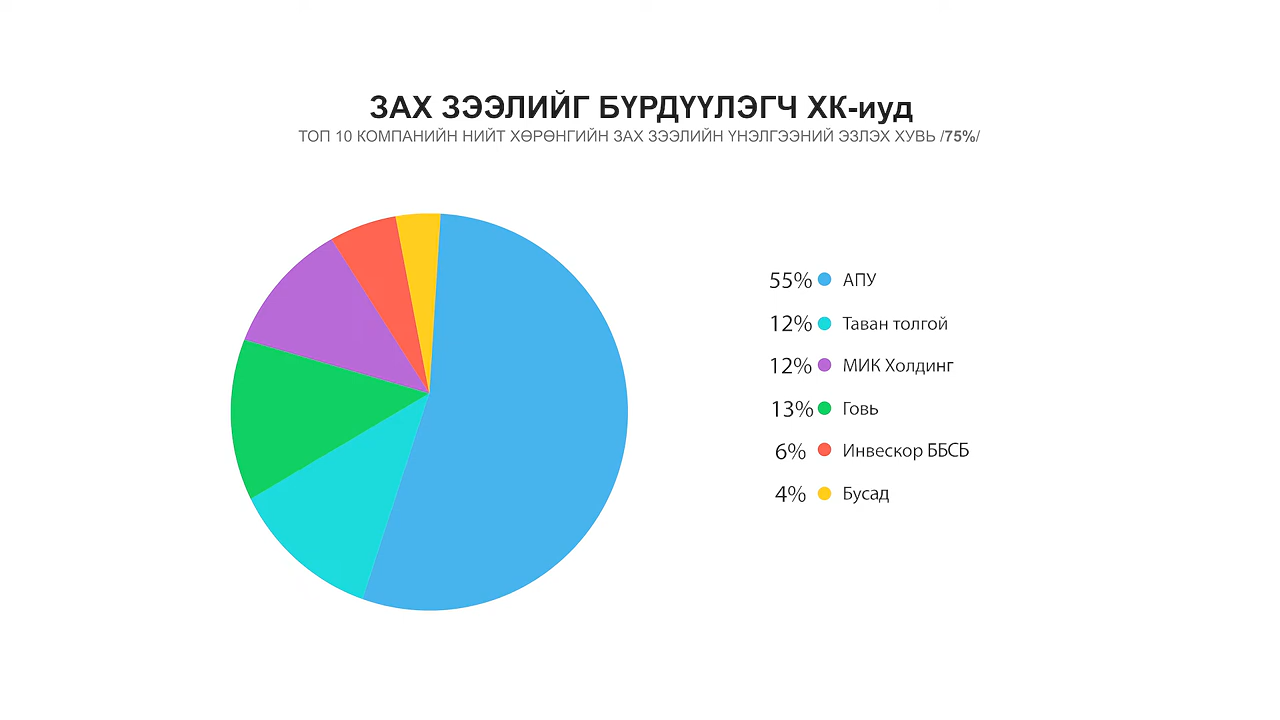 ЗАХ ЗЭЭЛИЙГ БҮРДҮҮЛЭГЧ ХК-иуд
ТОП 10 КОМПАНИЙН НИЙТ ХӨРӨНГИЙН ЗАХ ЗЭЭЛИЙН ҮНЭЛГЭЭНИЙ ЭЗЛЭХ ХУВЬ /75%/
55% АПУ
12% Таван толгой
12% МИК Холдинг
13% Говь
6% Инвескор ББСБ
4% Бусад